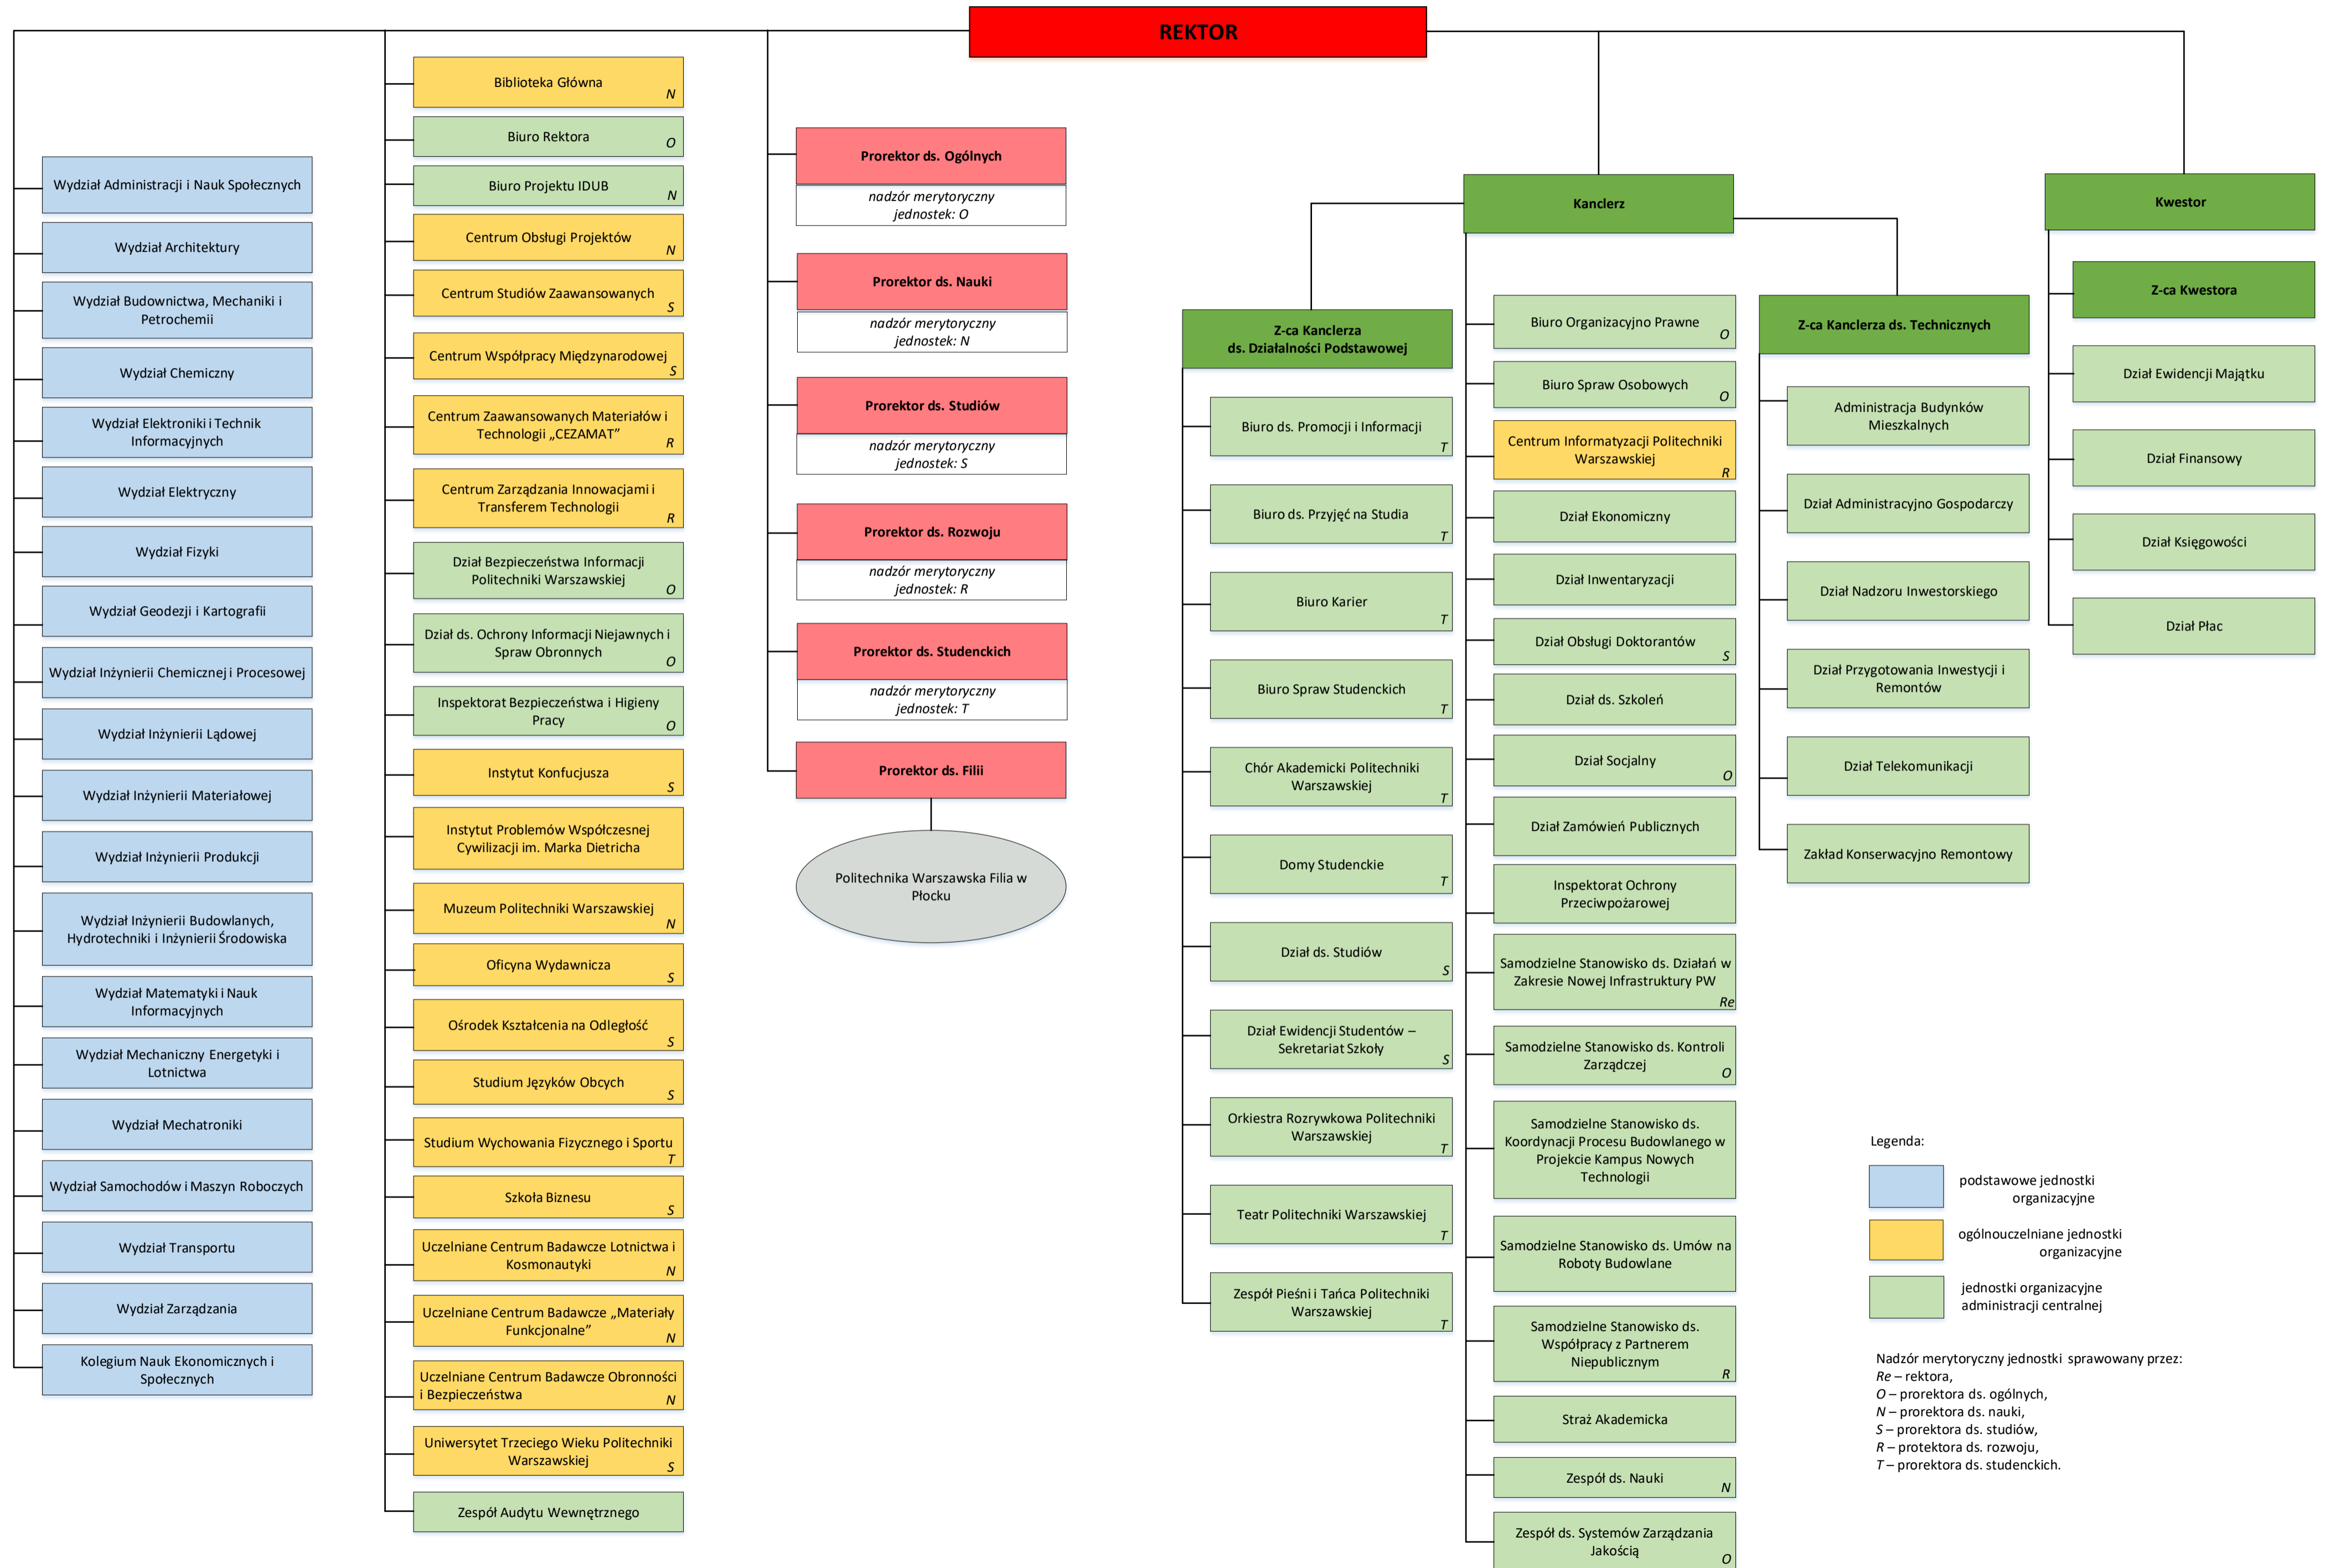 REKTOR
Wydział Administracji i Nauk Społecznych
Wydział Architektury
Wydział Budownictwa, Mechaniki i
Petrochemii
Wydział Chemiczny
Wydział Elektroniki i Technik
Informacyjnych
Wydział Elektryczny
Wydział Fizyki
Wydział Geodezji i Kartografii
Wydział Inżynierii Chemicznej i Procesowej
Wydział Inżynierii Lądowej
Wydział Inżynierii Materiałowej
Wydział Inżynierii Produkcji
Wydział Inżynierii Budowlanych,
Hydrotechniki i Inżynierii Środowiska
Wydział Matematyki i Nauk
Informacyjnych
Wydział Mechaniczny Energetyki i
Lotnictwa
Wydział Mechatroniki
Wydział Samochodów i Maszyn Roboczych
Wydział Transportu
Wydział Zarządzania
Kolegium Nauk Ekonomicznych i
Społecznych
Biblioteka Główna
N
Biuro Rektora
O
Biuro Projektu IDUB
N
Centrum Obsługi Projektów
N
Centrum Studiów Zaawansowanych
S
Centrum Współpracy Międzynarodowej
S
Centrum Zaawansowanych Materiałów i
Technologii „CEZAMAT”
R
Centrum Zarządzania Innowacjami i
Transferem Technologii
R
Dział Bezpieczeństwa Informacji
Politechniki Warszawskiej
O
Dział ds. Ochrony Informacji Niejawnych i
Spraw Obronnych
O
Inspektorat Bezpieczeństwa i Higieny
Pracy
O
Instytut Konfucjusza
S
Instytut Problemów Współczesnej
Cywilizacji im. Marka Dietricha
Muzeum Politechniki Warszawskiej
N
Oficyna Wydawnicza
S
Ośrodek Kształcenia na Odległość
S
Studium Języków Obcych
S
Studium Wychowania Fizycznego i Sportu
T
Szkoła Biznesu
S
Uczelniane Centrum Badawcze Lotnictwa i
Kosmonautyki
N
Uczelniane Centrum Badawcze „Materiały
Funkcjonalne”
N
Uczelniane Centrum Badawcze Obronności
i Bezpieczeństwa
N
Uniwersytet Trzeciego Wieku Politechniki
Warszawskiej
S
Zespół Audytu Wewnętrznego
Prorektor ds. Ogólnych
nadzór merytoryczny
jednostek: O
Prorektor ds. Nauki
nadzór merytoryczny
jednostek: N
Prorektor ds. Studiów
nadzór merytoryczny
jednostek: S
Prorektor ds. Rozwoju
nadzór merytoryczny
jednostek: R
Prorektor ds. Studenckich
nadzór merytoryczny
jednostek: T
Prorektor ds. Filii
Politechnika Warszawska Filia w
Płocku
Kanclerz
Z-ca Kanclerza
ds. Działalności Podstawowej
Biuro ds. Promocji i Informacji
T
Biuro ds. Przyjęć na Studia
T
Biuro Karier
T
Biuro Spraw Studenckich
T
Chór Akademicki Politechniki
Warszawskiej
T
Domy Studenckie
T
Dział ds. Studiów
S
Dział Ewidencji Studentów –
Sekretariat Szkoły
S
Orkiestra Rozrywkowa Politechniki
Warszawskiej
T
Teatr Politechniki Warszawskiej
T
Zespół Pieśni i Tańca Politechniki
Warszawskiej
T
Biuro Organizacyjno Prawne
O
Biuro Spraw Osobowych
O
Centrum Informatyzacji Politechniki
Warszawskiej
R
Dział Ekonomiczny
Dział Inwentaryzacji
Dział Obsługi Doktorantów
S
Dział ds. Szkoleń
Dział Socjalny
O
Dział Zamówień Publicznych
Inspektorat Ochrony
Przeciwpożarowej
Samodzielne Stanowisko ds. Działań w
Zakresie Nowej Infrastruktury PW
Re
Samodzielne Stanowisko ds. Kontroli
Zarządczej
O
Samodzielne Stanowisko ds.
Koordynacji Procesu Budowlanego w
Projekcie Kampus Nowych
Technologii
Samodzielne Stanowisko ds. Umów na
Roboty Budowlane
Samodzielne Stanowisko ds.
Współpracy z Partnerem
Niepublicznym
R
Straż Akademicka
Zespół ds. Nauki
N
Zespół ds. Systemów Zarządzania
Jakością
O
Z-ca Kanclerza ds. Technicznych
Administracja Budynków
Mieszkalnych
Dział Administracyjno Gospodarczy
Dział Nadzoru Inwestorskiego
Dział Przygotowania Inwestycji i
Remontów
Dział Telekomunikacji
Zakład Konserwacyjno Remontowy
Kwestor
Z-ca Kwestora
Dział Ewidencji Majątku
Dział Finansowy
Dział Księgowości
Dział Płac
Legenda:
podstawowe jednostki
organizacyjne
ogólnouczelniane jednostki
organizacyjne
jednostki organizacyjne
administracji centralnej
Nadzór merytoryczny jednostki sprawowany przez:
Re – rektora,
O – prorektora ds. ogólnych,
N – prorektora ds. nauki,
S – prorektora ds. studiów,
R – protektora ds. rozwoju,
T – prorektora ds. studenckich.